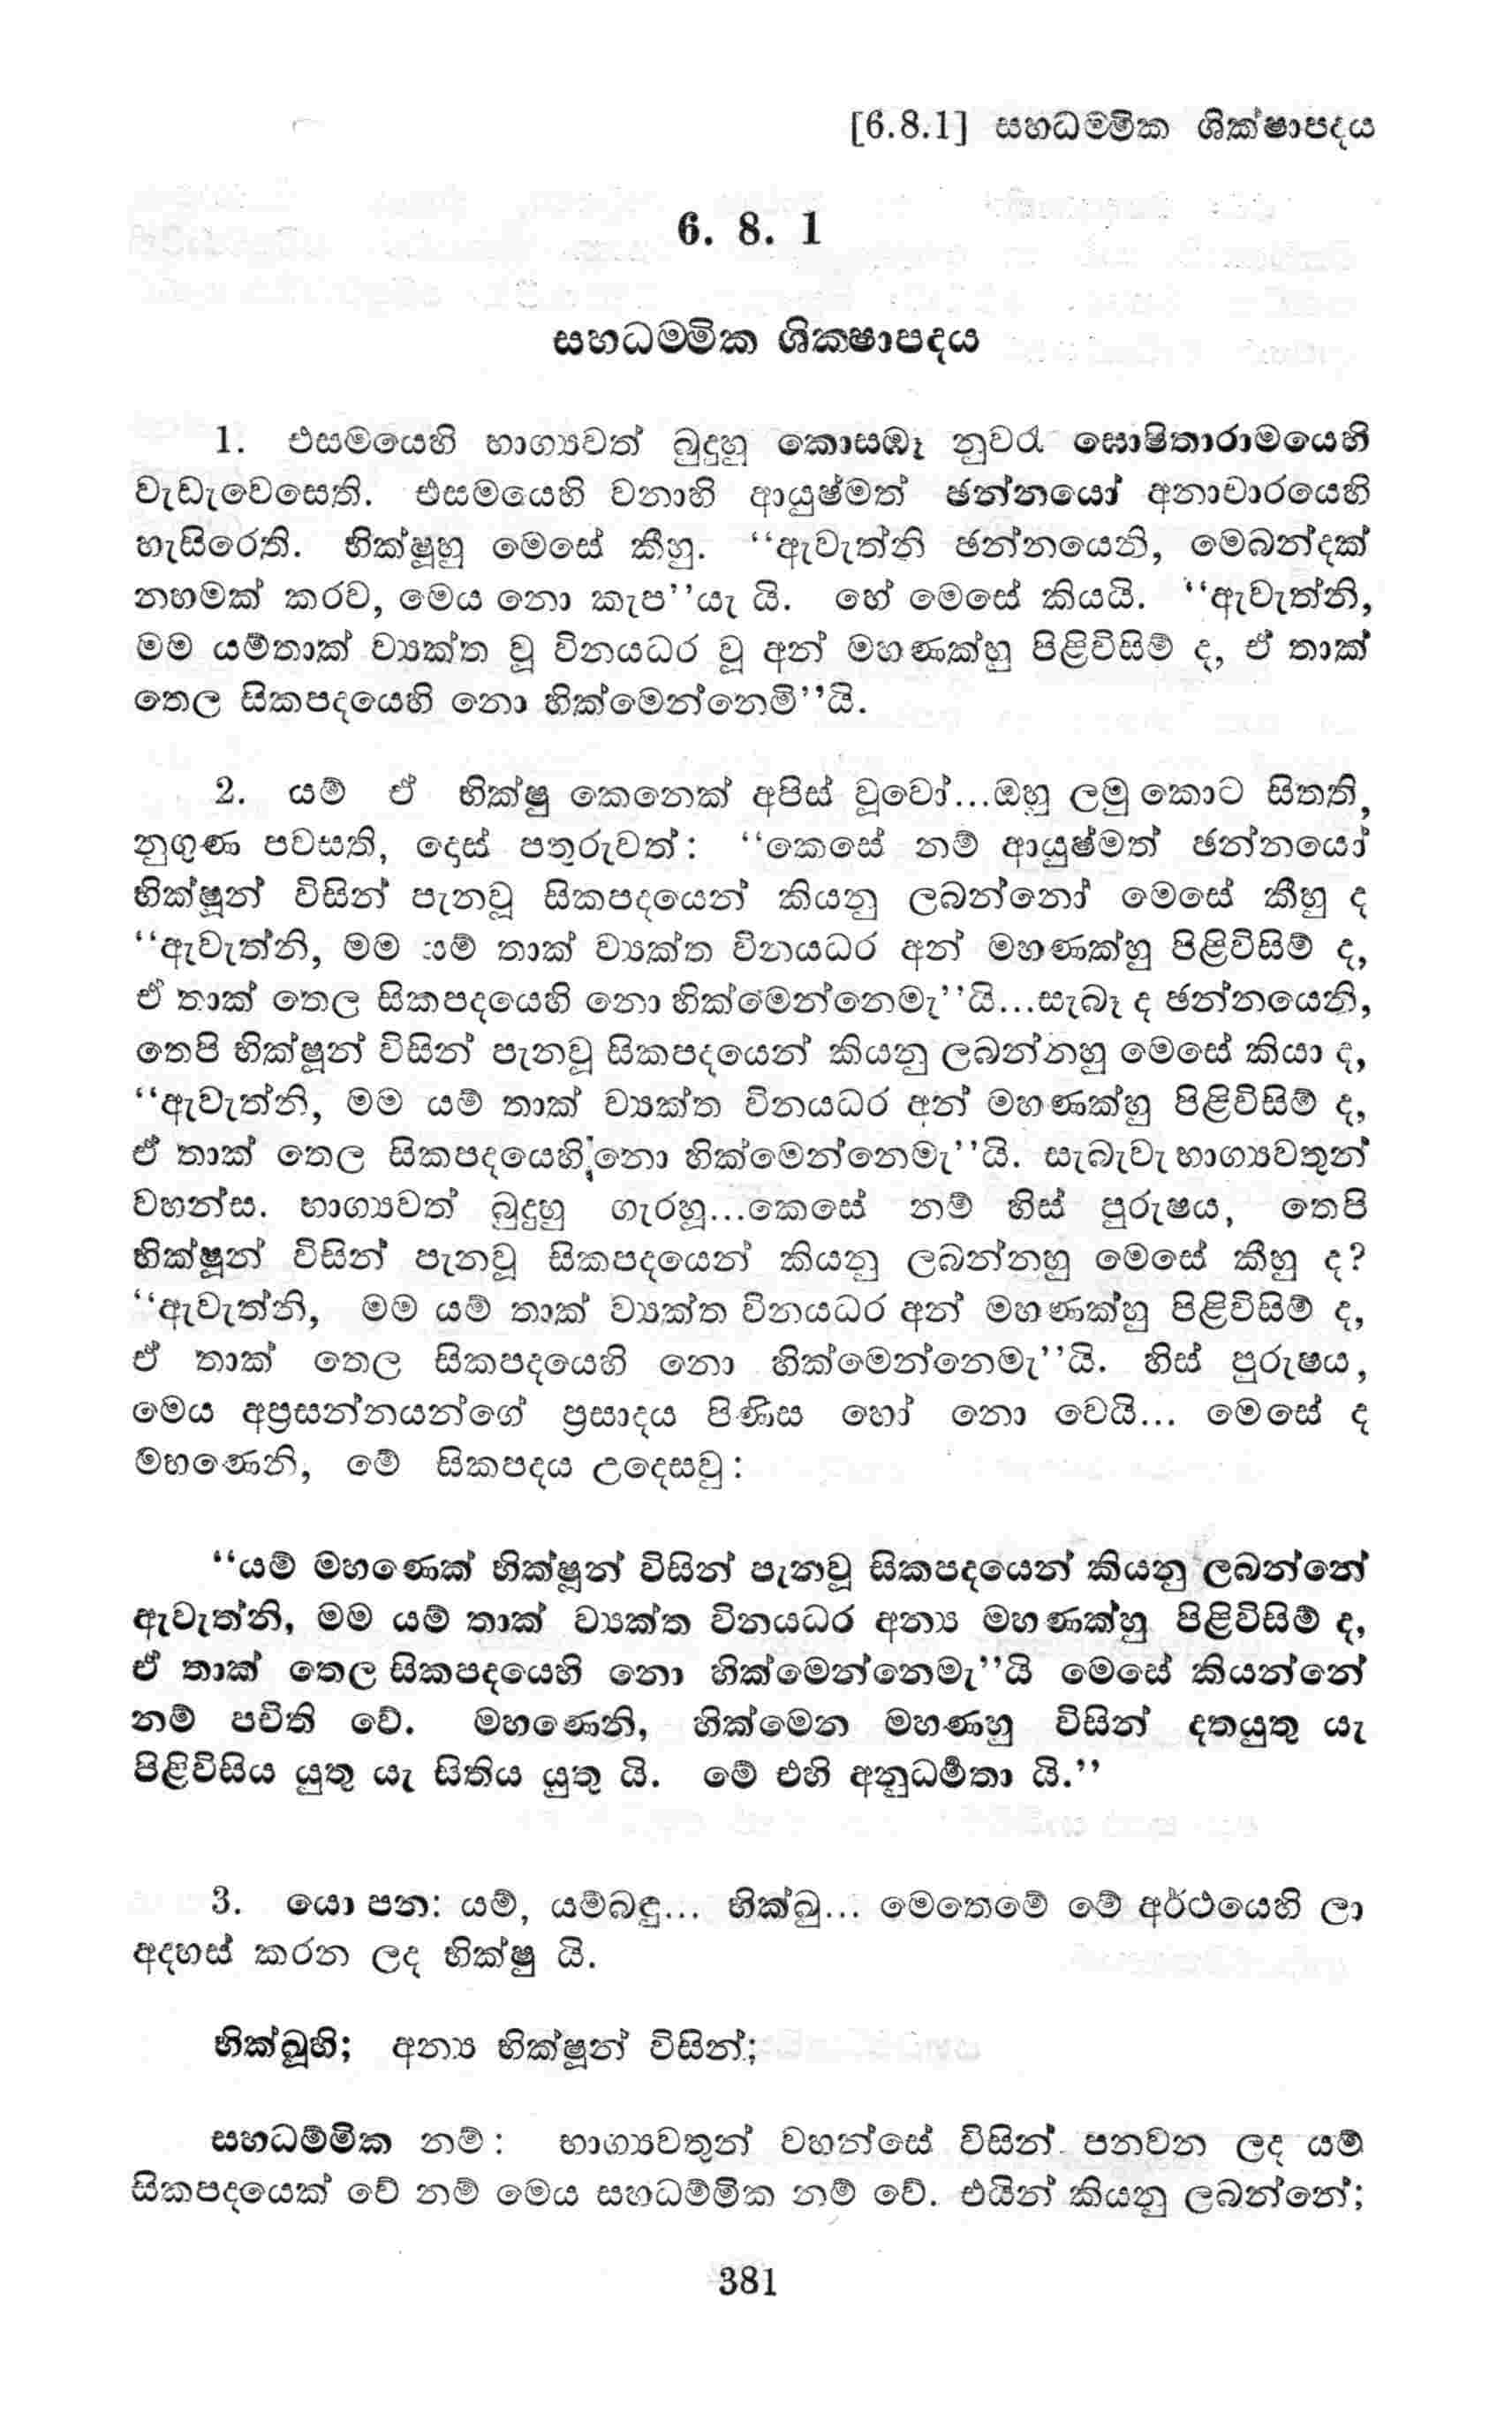 [6.8.1] සහධම්මික ශික්ෂාපදය
6. 8. 1
සහධම්මික ශික්ෂාපදය
1. එසමයෙහි භාග්‍යවත් බුදුහු කොසඹෑ නුවර ඝොෂිතාරාමයෙහි
වැඩැවෙසෙති. එසමයෙහි වනාහි ආයුෂ්මත් ඡන්නයෝ අනාචාරයෙහි
හැසිරෙති. භික්ෂූහු මෙසේ කීහු. “ඇවැත්නි ඡන්නයෙනි, මෙබන්දක්
නහමක් කරව, මෙය නො කැප”යැ යි. හේ මෙසේ කියයි. “ඇවැත්නි,
මම යම්තාක් ව්‍යක්ත වූ විනයධර වූ අන් මහණක්හු පිළිවිසිම් ද, ඒ තාක්
තෙල සිකපදයෙහි නො හික්මෙන්නෙමි”යි.
2. යම් ඒ භික්ෂු කෙනෙක් අපිස් වූවෝ...ඔහු ලමු කොට සිතති,
නුගුණ පවසති, දොස් පතුරුවත්: “කෙසේ නම් ආයුෂ්මත් ඡන්නයෝ
භික්ෂූන් විසින් පැනවූ සිකපදයෙන් කියනු ලබන්නෝ මෙසේ කීහු ද
“ඇවැත්නි, මම යම් තාක් ව්‍යක්ත විනයධර අන් මහණක්හු පිළිවිසිම් ද,
ඒ තාක් තෙල සිකපදයෙහි නො හික්මෙන්නෙමැ”යි...සැබෑ ද ඡන්නයෙනි,
තෙපි භික්ෂූන් විසින් පැනවූ සිකපදයෙන් කියනු ලබන්නහු මෙසේ කියා ද,
“ඇවැත්නි, මම යම් තාක් ව්‍යක්ත විනයධර අන් මහණක්හු පිළිවිසිම් ද,
ඒ තාක් තෙල සිකපදයෙහි නො හික්මෙන්නෙමැ”යි. සැබැවැ භාග්‍යවතුන්
වහන්ස. භාග්‍යවත් බුදුහු ගැරහූ...කෙසේ නම් හිස් පුරුෂය, තෙපි
භික්ෂූන් විසින් පැනවූ සිකපදයෙන් කියනු ලබන්නහු මෙසේ කීහු ද?
“ඇවැත්නි, මම යම් තාක් ව්‍යක්ත විනයධර අන් මහණක්හු පිළිවිසිම් ද,
ඒ තාක් තෙල සිකපදයෙහි නො හික්මෙන්නෙමැ”යි. හිස් පුරුෂය,
මෙය අප්‍රසන්නයන්ගේ ප්‍රසාදය පිණිස හෝ නො වෙයි... මෙසේ ද
මහණෙනි, මේ සිකපදය උදෙසවු:
“යම් මහණෙක් භික්ෂූන් විසින් පැනවූ සිකපදයෙන් කියනු ලබන්නේ
ඇවැත්නි, මම යම් තාක් ව්‍යක්ත විනයධර අන්‍ය මහණක්හු පිළිවිසිම් ද,
ඒ තාක් තෙල සිකපදයෙහි නො හික්මෙන්නෙමැ”යි මෙසේ කියන්නේ
නම් පචිති වේ. මහණෙනි, හික්මෙන මහණහු විසින් දතයුතු යැ
පිළිවිසිය යුතු යැ සිතිය යුතු යි. මේ එහි අනුධර්‍මතා යි.”
3. යො පන: යම්, යම්බඳු... භික්ඛු... මෙතෙමේ මේ අර්ථයෙහි ලා
අදහස් කරන ලද භික්ෂු යි.
භික්ඛූහි; අන්‍ය භික්ෂූන් විසින්;
සහධම්මික නම්: භාග්‍යවතුන් වහන්සේ විසින් පනවන ලද යම්
සිකපදයෙක් වේ නම් මෙය සහධම්මික නම් වේ. එයින් කියනු ලබන්නේ;
381